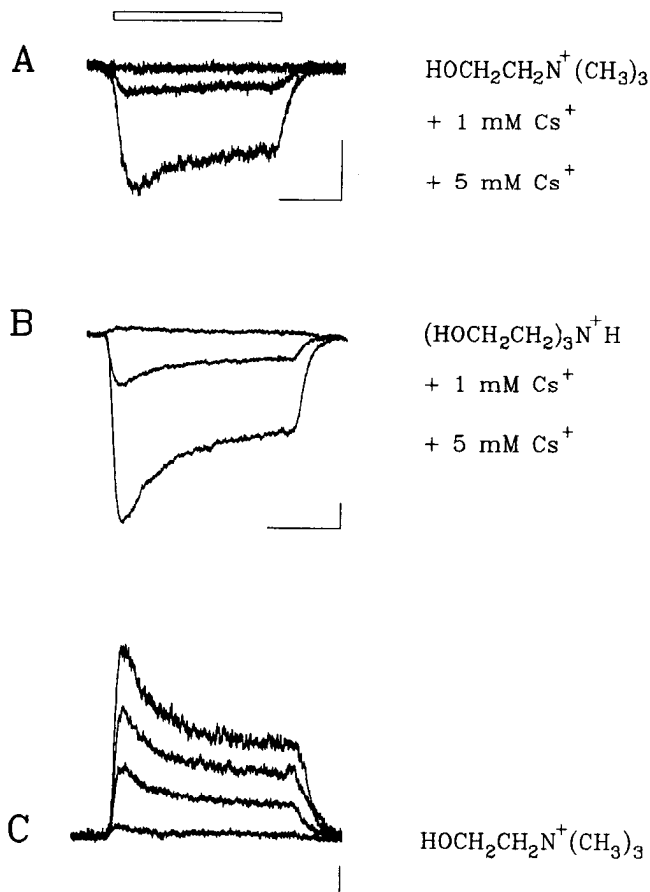 A
HOCH₂CH₂N⁺(CH₃)₃
+ 1 mM Cs⁺
+ 5 mM Cs⁺
B
(HOCH₂CH₂)₃N⁺H
+ 1 mM Cs⁺
+ 5 mM Cs⁺
C
HOCH₂CH₂N⁺(CH₃)₃